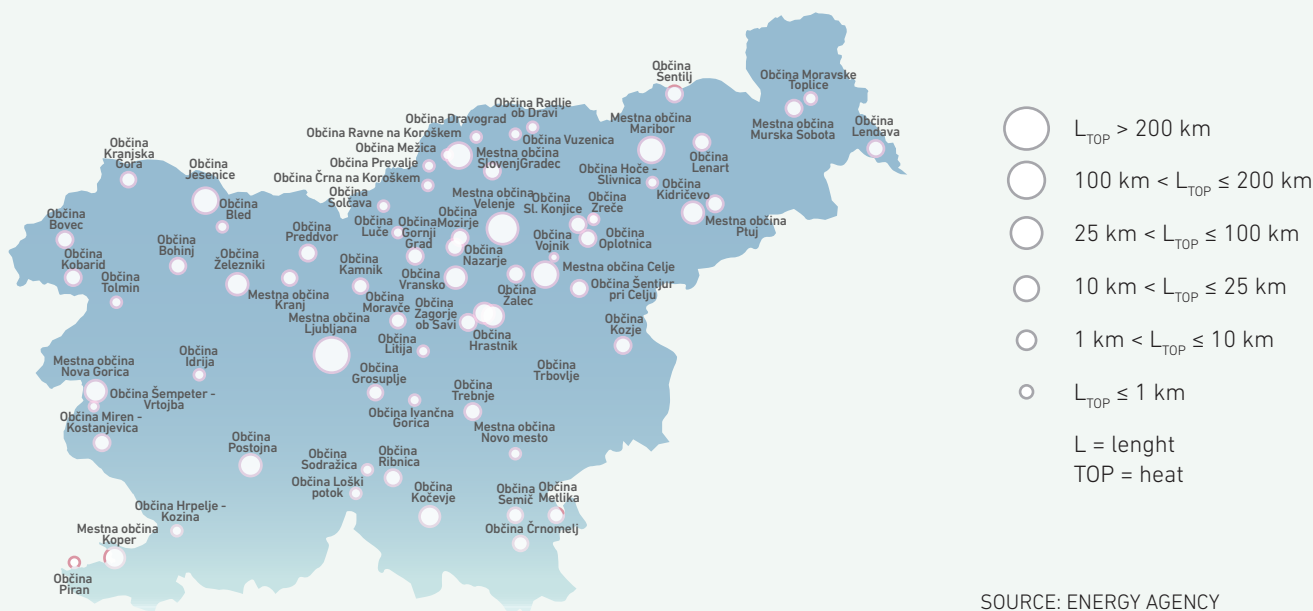 Občina
Šentilj
Občina Moravske
Toplice
Občina Radlje
ob Dravi
Občina Dravograd
Mestna občina
Maribor
Mestna občina
Murska Sobota
Občina
Lendava
Občina Ravne na Koroškem
Občina Vuzenica
Občina
Kranjska
Gora
Občina Mežica
Mestna občina
SlovenjGradec
Občina
Lenart
Občina
Jesenice
Občina Prevalje
Občina Hoče -
Slivnica
Občina Črna na Koroškem
Občina
Solčava
Mestna občina
Velenje
Občina
Sl. Konjice
Občina
Kidričevo
Občina
Bled
Občina
Zreče
Občina
Bovec
Občina
Preddvor
Občina
Luče
Občina
Gornji
Grad
Občina
Mozirje
Občina
Oplotnica
Mestna občina
Ptuj
Občina
Bohinj
Občina
Železniki
Občina
Vojnik
Občina
Nazarje
Občina
Kobarid
Občina
Kamnik
Mestna občina Celje
Občina
Tolmin
Občina
Vransko
Občina
Žalec
Občina Šentjur
pri Celju
Mestna občina
Kranj
Občina
Moravče
Občina
Zagorje
ob Savi
Mestna občina
Ljubljana
Občina
Kozje
Občina
Litija
Občina
Hrastnik
Občina
Idrija
Mestna občina
Nova Gorica
Občina
Grosuplje
Občina
Trbovlje
Občina Šempeter -
Vrtojba
Občina
Trebnje
Občina Miren -
Kostanjevica
Občina Ivančna
Gorica
Mestna občina
Novo mesto
Občina
Postojna
Občina
Sodražica
Občina
Ribnica
Občina Loški
potok
Občina
Kočevje
Občina
Semič
Občina
Metlika
Občina Hrpelje -
Kozina
Občina Črnomelj
Mestna občina
Koper
Občina
Piran
L_TOP > 200 km
100 km < L_TOP ≤ 200 km
25 km < L_TOP ≤ 100 km
10 km < L_TOP ≤ 25 km
1 km < L_TOP ≤ 10 km
L_TOP ≤ 1 km
L = lenght
TOP = heat
SOURCE: ENERGY AGENCY